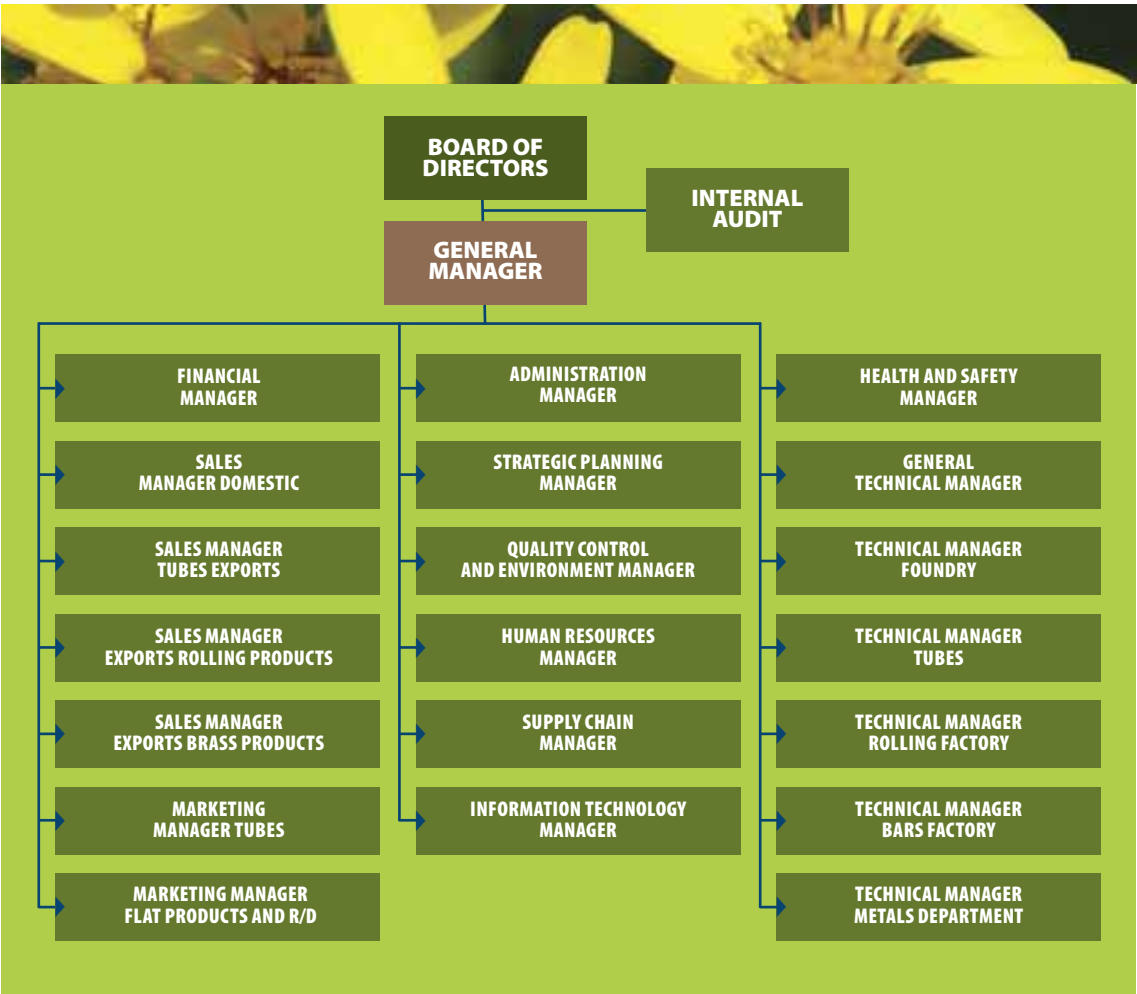 BOARD OF
DIRECTORS
INTERNAL
AUDIT
GENERAL
MANAGER
FINANCIAL
MANAGER
SALES
MANAGER DOMESTIC
SALES MANAGER
TUBES EXPORTS
SALES MANAGER
EXPORTS ROLLING PRODUCTS
SALES MANAGER
EXPORTS BRASS PRODUCTS
MARKETING
MANAGER TUBES
MARKETING MANAGER
FLAT PRODUCTS AND R/D
ADMINISTRATION
MANAGER
STRATEGIC PLANNING
MANAGER
QUALITY CONTROL
AND ENVIRONMENT MANAGER
HUMAN RESOURCES
MANAGER
SUPPLY CHAIN
MANAGER
INFORMATION TECHNOLOGY
MANAGER
HEALTH AND SAFETY
MANAGER
GENERAL
TECHNICAL MANAGER
TECHNICAL MANAGER
FOUNDRY
TECHNICAL MANAGER
TUBES
TECHNICAL MANAGER
ROLLING FACTORY
TECHNICAL MANAGER
BARS FACTORY
TECHNICAL MANAGER
METALS DEPARTMENT